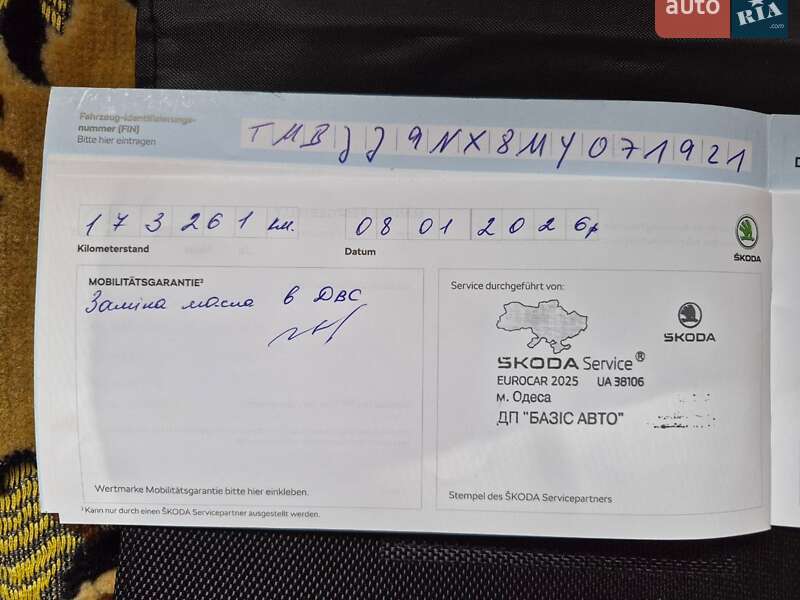 auto RIA .com
Fahrzeug-Identifizierungs-
nummer (FIN)
Bitte hier eintragen
TMBJJ9NX8MY071921
173261 км.
08 01 2026р
Kilometerstand
Datum
ŠKODA
MOBILITÄTSGARANTIE²
Заміна масла в ДВС
Service durchgeführt von:
ŠKODA
ŠKODA Service®
EUROCAR 2025 UA 38106
м. Одеса
ДП "БАЗІС АВТО"
Wertmarke Mobilitätsgarantie bitte hier einkleben.
Stempel des ŠKODA Servicepartners
¹ Kann nur durch einen ŠKODA Servicepartner ausgestellt werden.
D